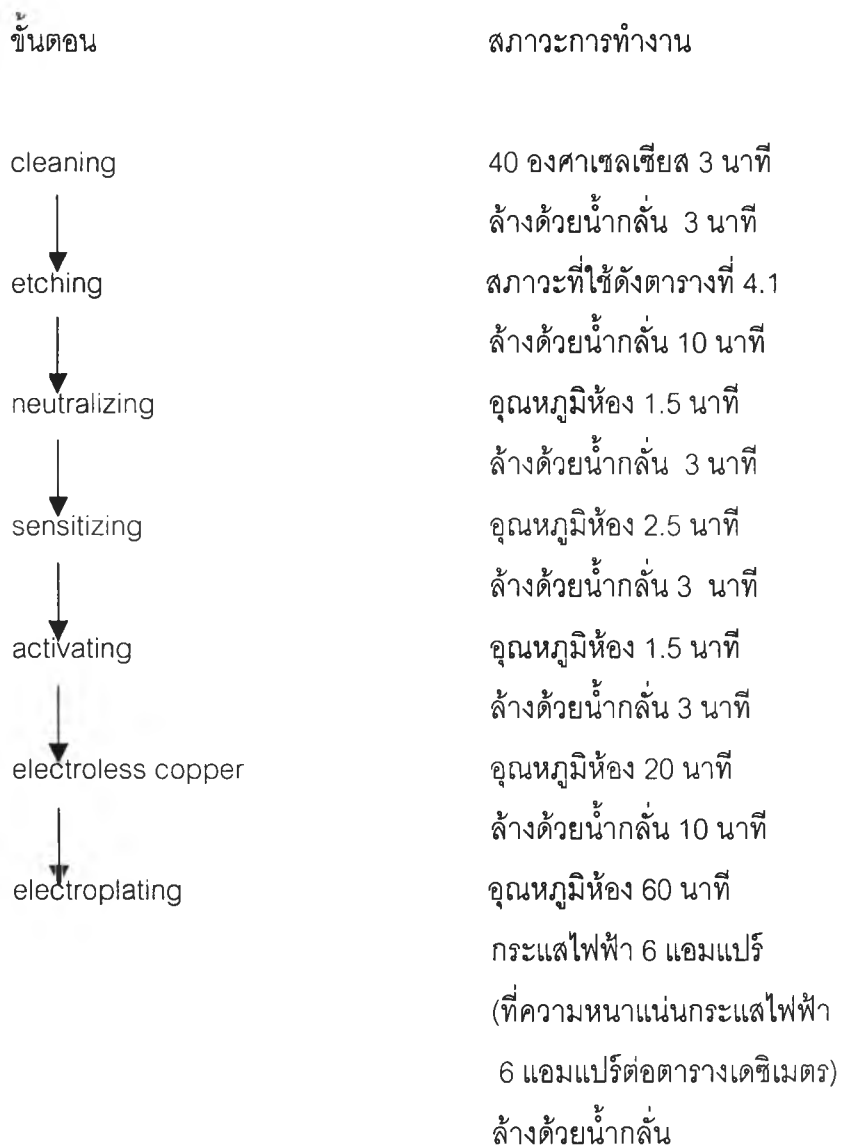 ขั้นตอน สภาวะการทำงาน
cleaning 40 องศาเซลเซียส 3 นาที
ล้างด้วยน้ำกลั่น 3 นาที
etching สภาวะที่ใช้ดังตารางที่ 4.1
ล้างด้วยน้ำกลั่น 10 นาที
neutralizing อุณหภูมิห้อง 1.5 นาที
ล้างด้วยน้ำกลั่น 3 นาที
sensitizing อุณหภูมิห้อง 2.5 นาที
ล้างด้วยน้ำกลั่น 3 นาที
activating อุณหภูมิห้อง 1.5 นาที
ล้างด้วยน้ำกลั่น 3 นาที
electroless copper อุณหภูมิห้อง 20 นาที
ล้างด้วยน้ำกลั่น 10 นาที
electroplating อุณหภูมิห้อง 60 นาที
กระแสไฟฟ้า 6 แอมแปร์
(ที่ความหนาแน่นกระแสไฟฟ้า
6 แอมแปร์ต่อตารางเดซิเมตร)
ล้างด้วยน้ำกลั่น